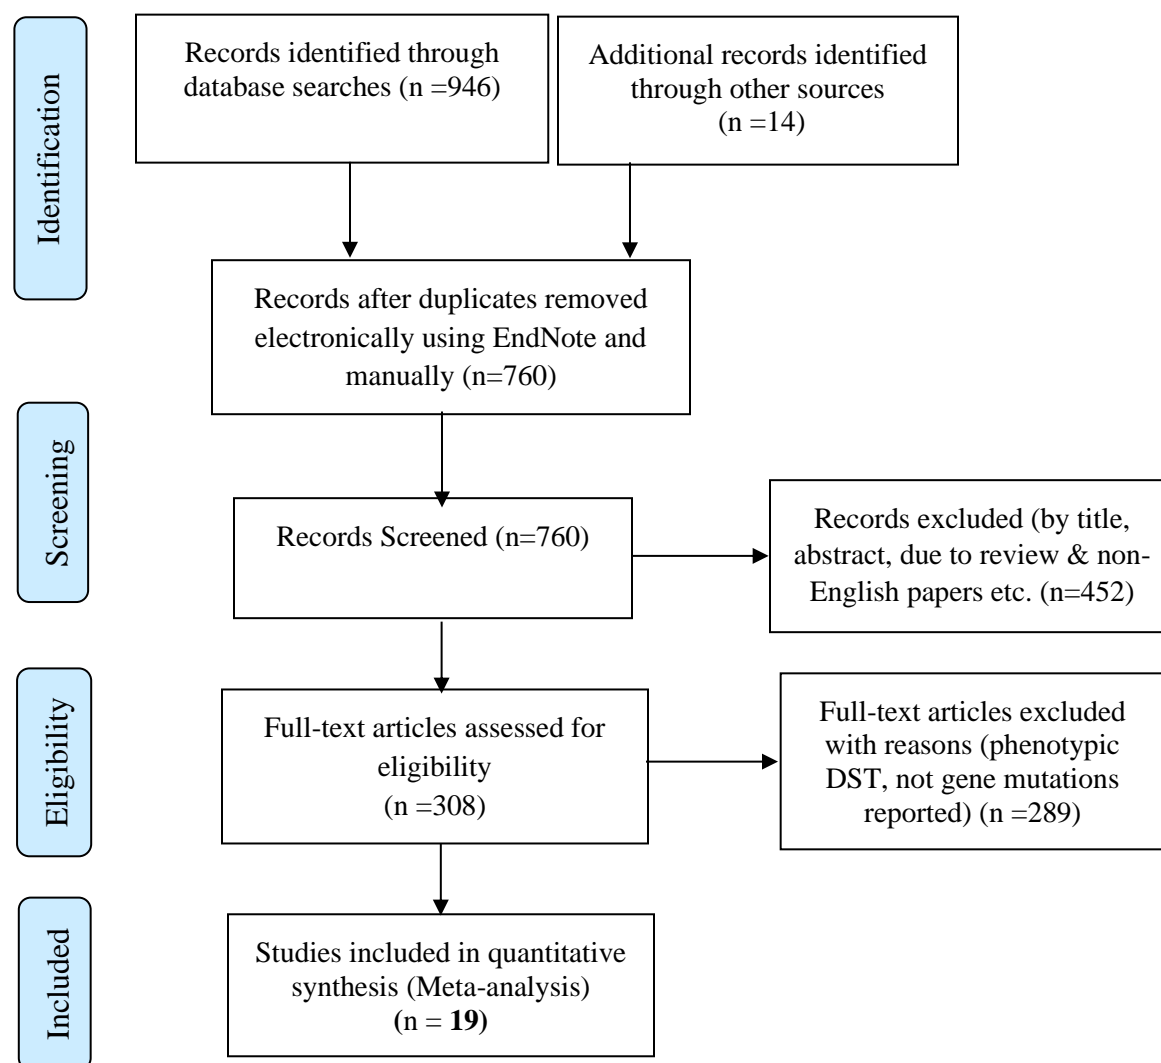 Identification
Records identified through
database searches (n =946)
Additional records identified
through other sources
(n =14)
Records after duplicates removed
electronically using EndNote and
manually (n=760)
Screening
Records Screened (n=760)
Records excluded (by title,
abstract, due to review & non-
English papers etc. (n=452)
Eligibility
Full-text articles assessed for
eligibility
(n =308)
Full-text articles excluded
with reasons (phenotypic
DST, not gene mutations
reported) (n =289)
Included
Studies included in quantitative
synthesis (Meta-analysis)
(n = 19)